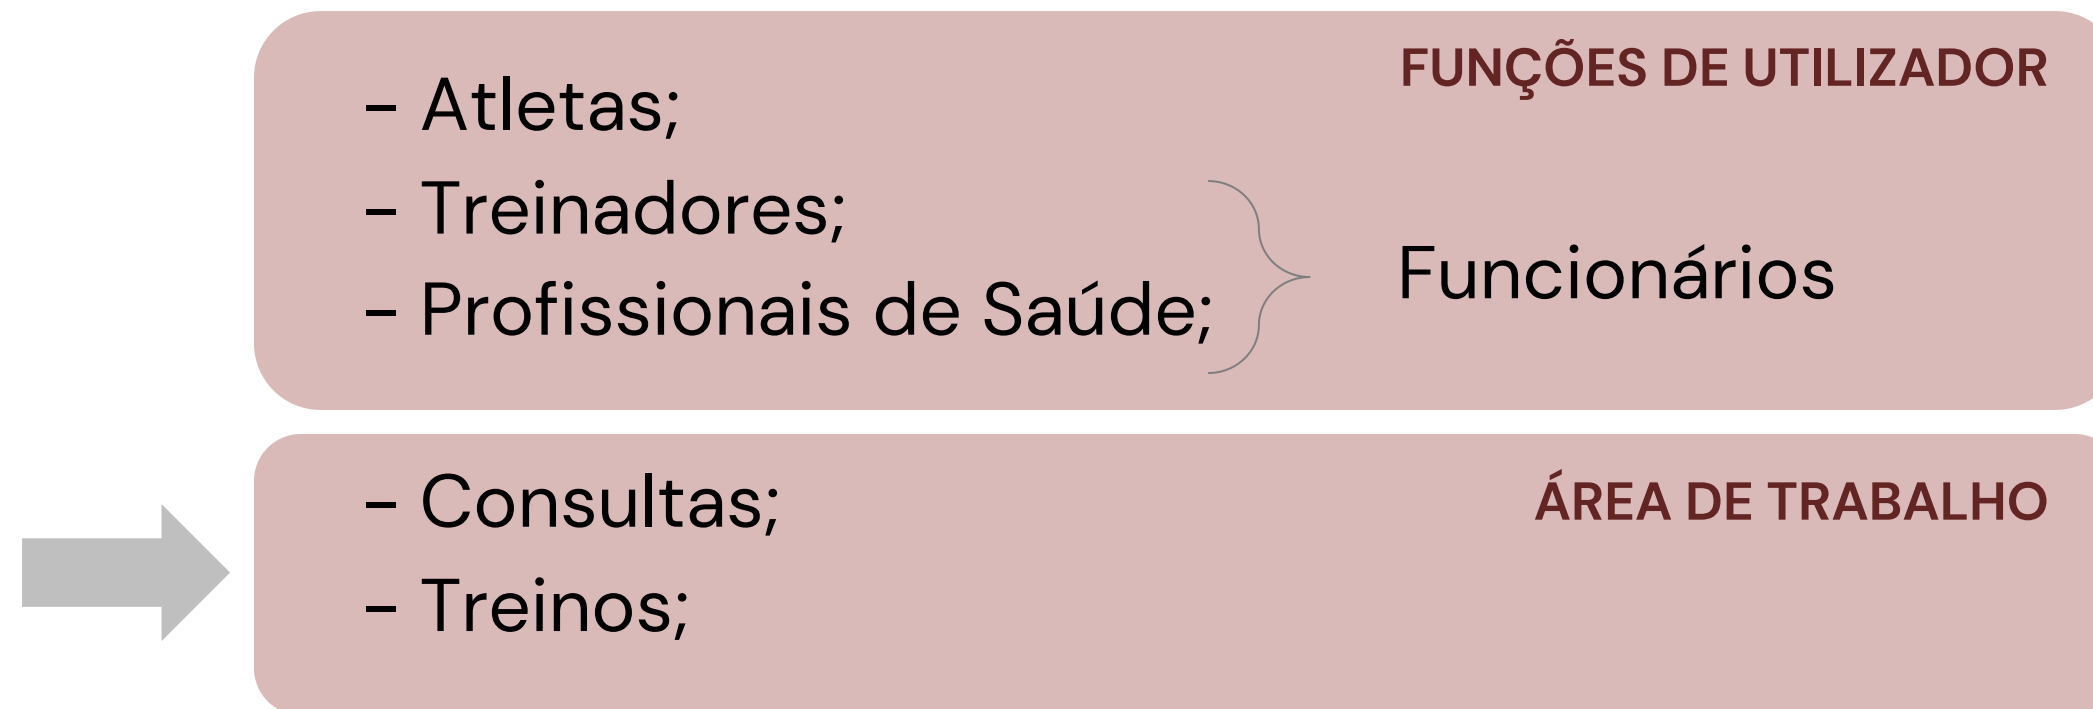 FUNÇÕES DE UTILIZADOR
- Atletas;
- Treinadores;
- Profissionais de Saúde;
Funcionários
ÁREA DE TRABALHO
- Consultas;
- Treinos;